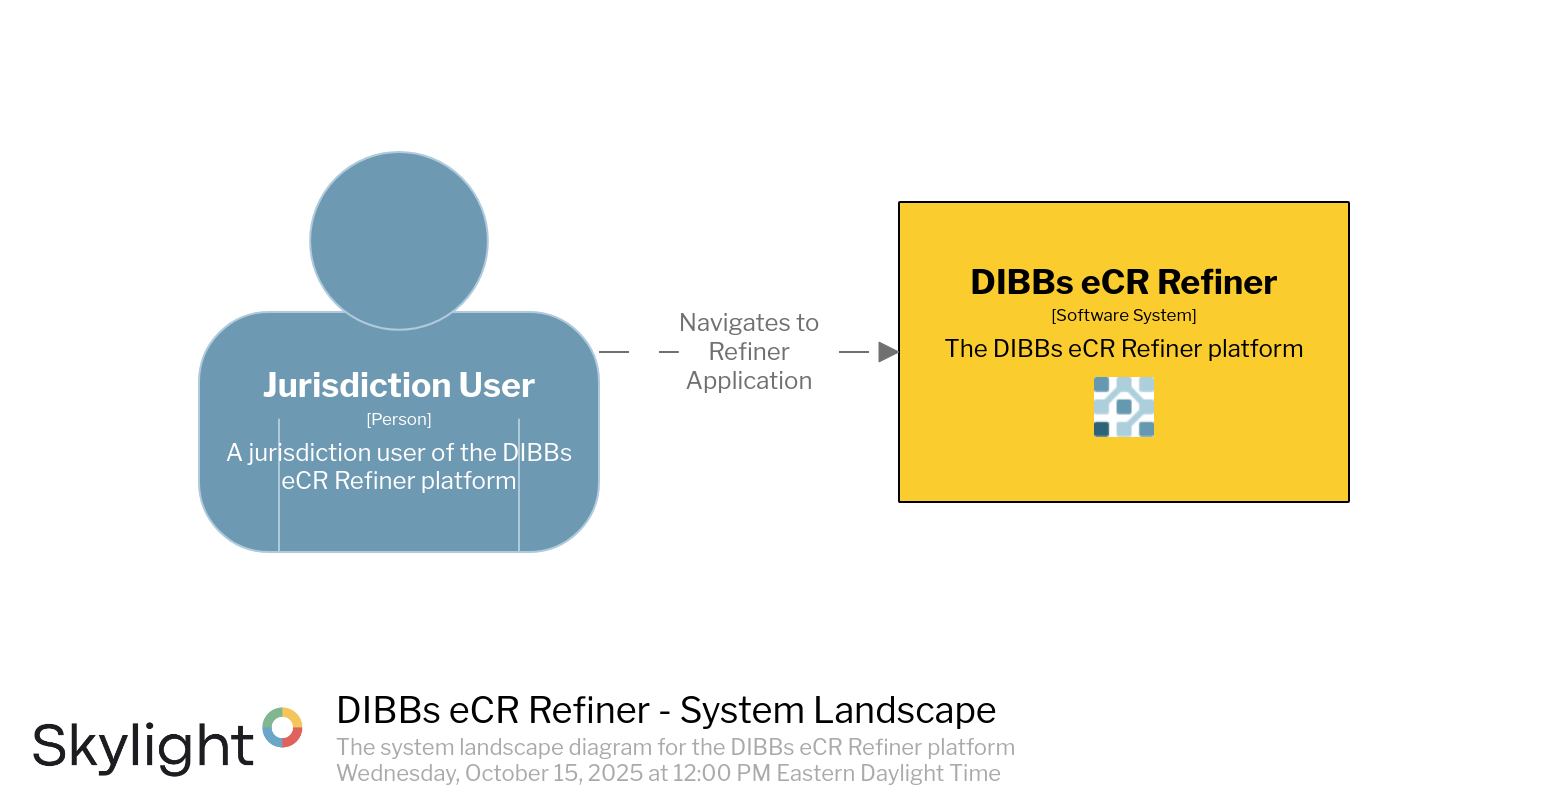 Jurisdiction User
[Person]
A jurisdiction user of the DIBBs
eCR Refiner platform
Navigates to
Refiner
Application
DIBBs eCR Refiner
[Software System]
The DIBBs eCR Refiner platform
Skylight
DIBBs eCR Refiner - System Landscape
The system landscape diagram for the DIBBs eCR Refiner platform
Wednesday, October 15, 2025 at 12:00 PM Eastern Daylight Time